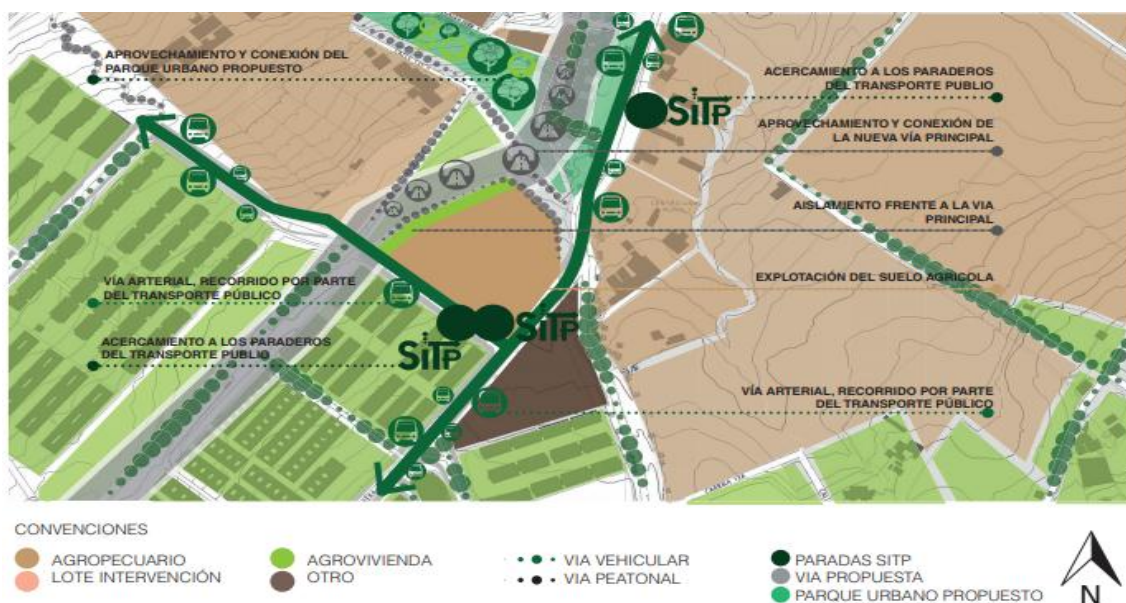 APROVECHAMIENTO Y CONEXIÓN DEL
PARQUE URBANO PROPUESTO
ACERCAMIENTO A LOS PARADEROS
DEL TRANSPORTE PUBLIO
SiTP
APROVECHAMIENTO Y CONEXIÓN DE
LA NUEVA VÍA PRINCIPAL
AISLAMIENTO FRENTE A LA VIA
PRINCIPAL
EXPLOTACIÓN DEL SUELO AGRICOLA
VÍA ARTERIAL, RECORRIDO POR PARTE
DEL TRANSPORTE PÚBLICO
SiTP
SiTP
ACERCAMIENTO A LOS PARADEROS
DEL TRANSPORTE PUBLIO
VÍA ARTERIAL, RECORRIDO POR PARTE
DEL TRANSPORTE PÚBLICO
CONVENCIONES
AGROPECUARIO
LOTE INTERVENCIÓN
AGROVIVIENDA
OTRO
VIA VEHICULAR
VIA PEATONAL
PARADAS SITP
VIA PROPUESTA
PARQUE URBANO PROPUESTO
N